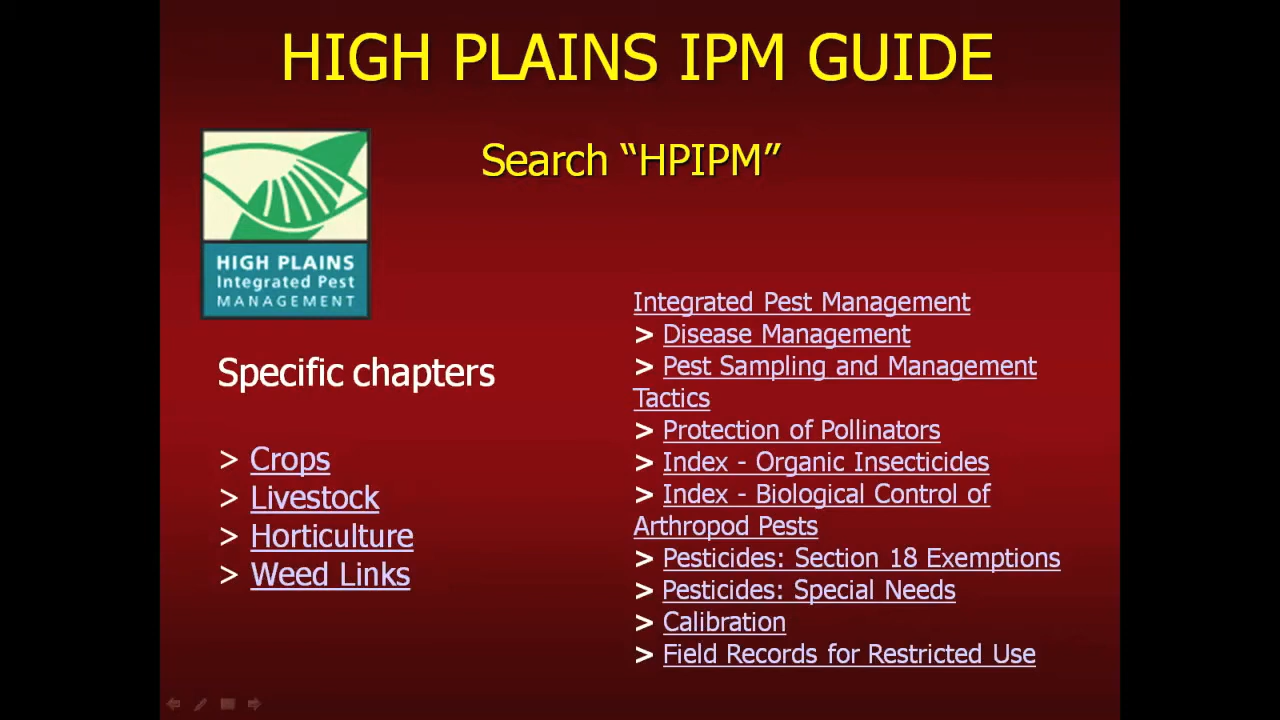 HIGH PLAINS IPM GUIDE
Search “HPIPM”
HIGH PLAINS
Integrated Pest
MANAGEMENT
Specific chapters
> Crops
> Livestock
> Horticulture
> Weed Links
Integrated Pest Management
> Disease Management
> Pest Sampling and Management
Tactics
> Protection of Pollinators
> Index - Organic Insecticides
> Index - Biological Control of
Arthropod Pests
> Pesticides: Section 18 Exemptions
> Pesticides: Special Needs
> Calibration
> Field Records for Restricted Use